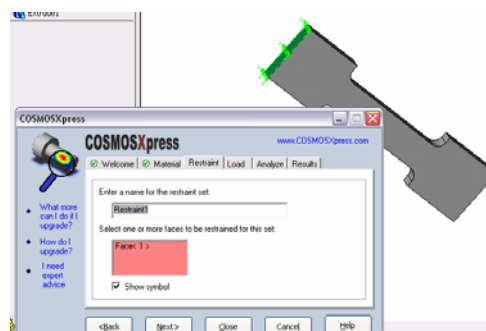 Extrude1
COSMOSXpress
COSMOSXpress
www.COSMOSXpress.com
Welcome Material Restraint Load Analyze Results
Enter a name for the restraint set:
Restraint1
Select one or more faces to be restrained for this set:
Face< 1 >
Show symbol
What more
can I do if I
upgrade?
How do I
upgrade?
I need
expert
advice
<Back Next> Close Cancel Help